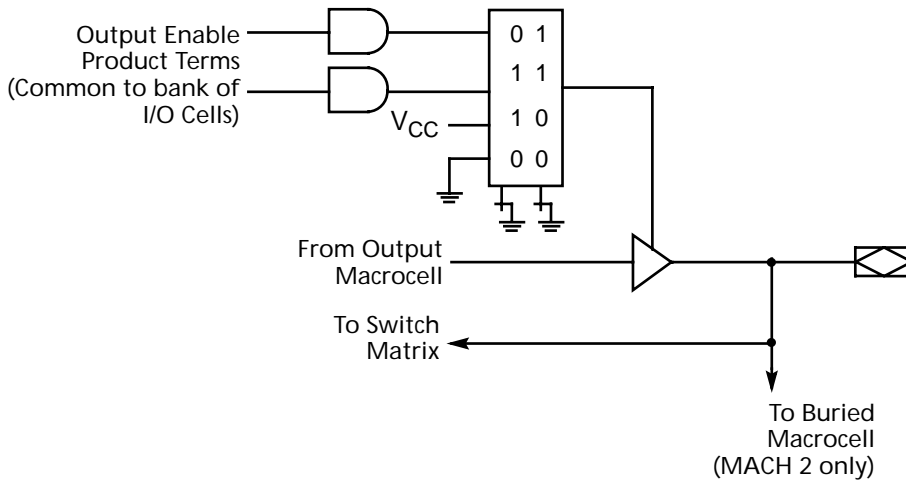 Output Enable
Product Terms
(Common to bank of
I/O Cells)
0 1
1 1
VCC
1 0
0 0
From Output
Macrocell
To Switch
Matrix
To Buried
Macrocell
(MACH 2 only)